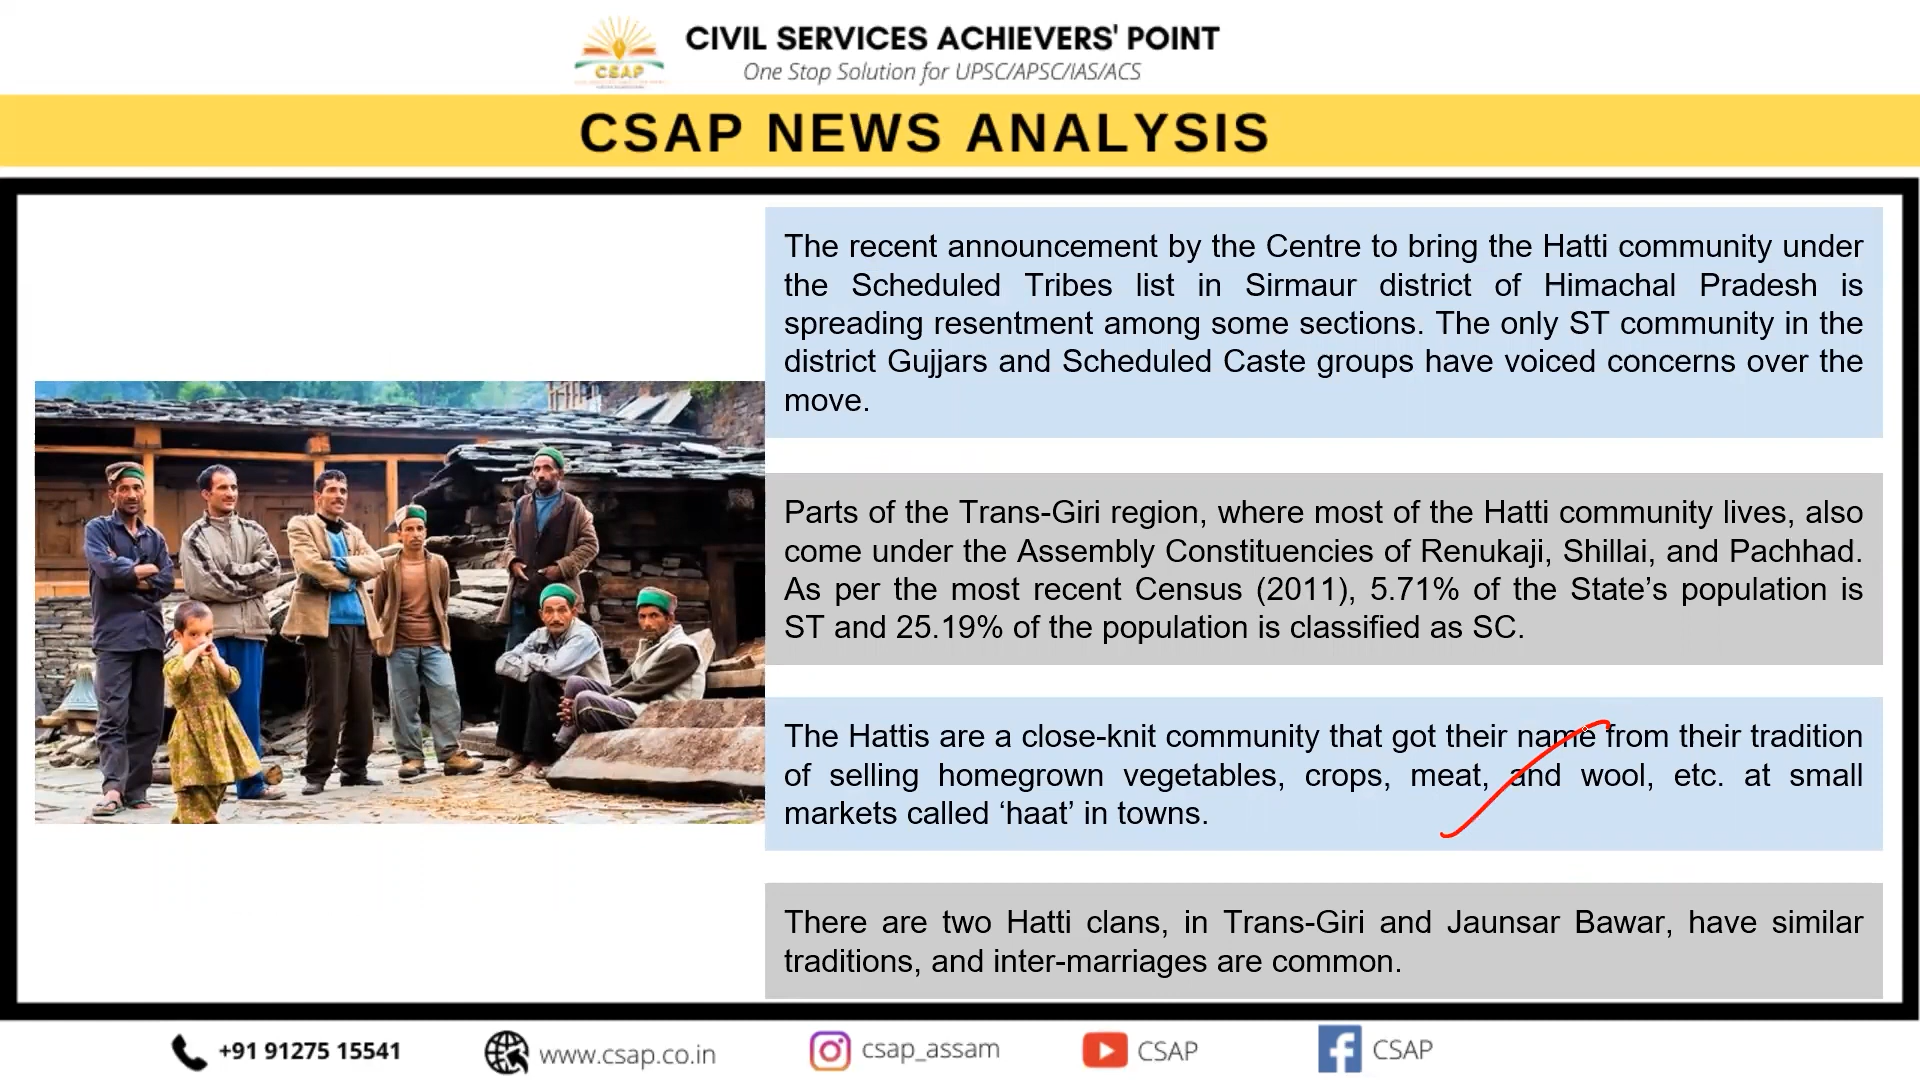 CSAP
CIVIL SERVICES ACHIEVERS' POINT
One Stop Solution for UPSC/APSC/IAS/ACS
CSAP NEWS ANALYSIS
The recent announcement by the Centre to bring the Hatti community under
the Scheduled Tribes list in Sirmaur district of Himachal Pradesh is
spreading resentment among some sections. The only ST community in the
district Gujjars and Scheduled Caste groups have voiced concerns over the
move.
Parts of the Trans-Giri region, where most of the Hatti community lives, also
come under the Assembly Constituencies of Renukaji, Shillai, and Pachhad.
As per the most recent Census (2011), 5.71% of the State’s population is
ST and 25.19% of the population is classified as SC.
The Hattis are a close-knit community that got their name from their tradition
of selling homegrown vegetables, crops, meat, and wool, etc. at small
markets called ‘haat’ in towns.
There are two Hatti clans, in Trans-Giri and Jaunsar Bawar, have similar
traditions, and inter-marriages are common.
+91 91275 15541
www.csap.co.in
csap_assam
CSAP
CSAP